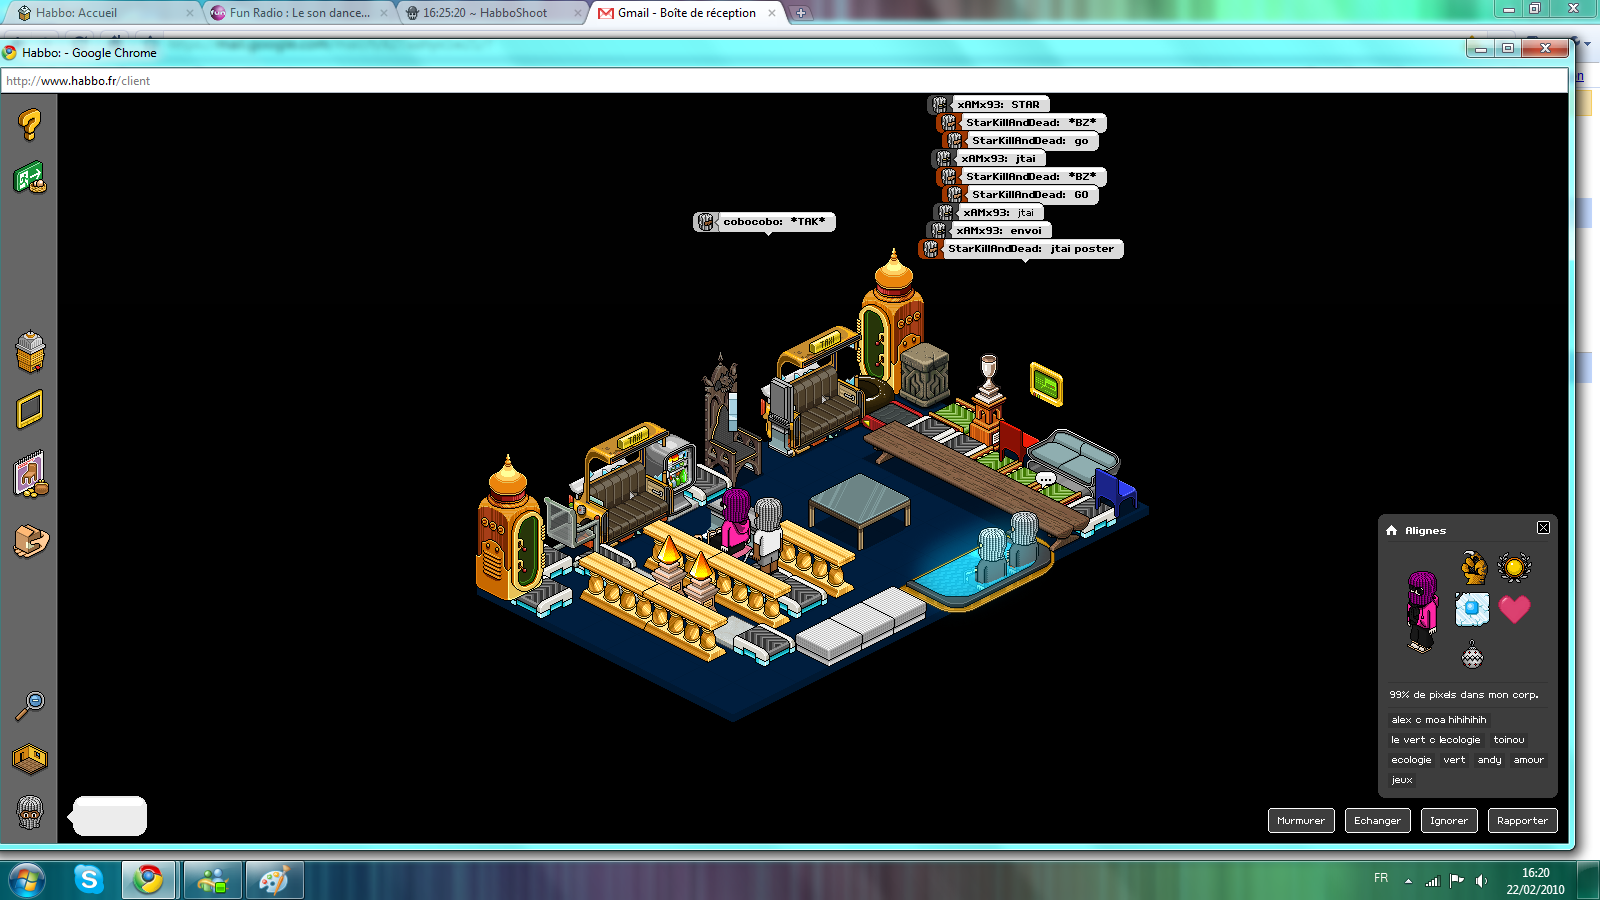 Habbo: Accueil
Fun Radio : Le son dance...
16:25:20 ~ HabboShoot
Gmail - Boîte de réception
Habbo: - Google Chrome
http://www.habbo.fr/client
xAMx93: STAR
StarKillAndDead: *BZ*
StarKillAndDead: go
xAMx93: jtai
StarKillAndDead: *BZ*
StarKillAndDead: GO
xAMx93: jtai
cobocobo: *TAK*
xAMx93: envoi
StarKillAndDead: jtai poster
TAXI
TAXI
Alignes
99% de pixels dans mon corp.
alex c moa hihihihih
le vert c lecologie
toinou
ecologie
vert
andy
amour
jeux
Murmurer
Echanger
Ignorer
Rapporter
FR
16:20
22/02/2010